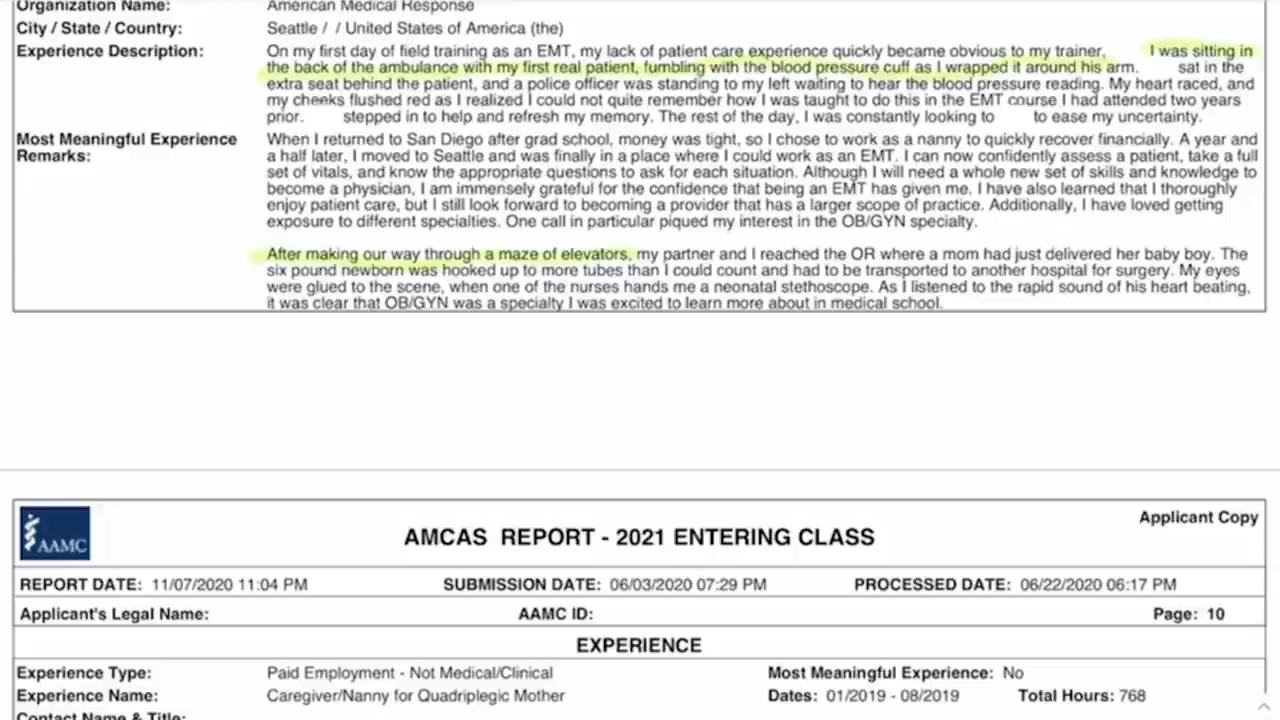 Organization Name: American Medical Response
City / State / Country: Seattle / / United States of America (the)
Experience Description: On my first day of field training as an EMT, my lack of patient care experience quickly became obvious to my trainer, I was sitting in
the back of the ambulance with my first real patient, fumbling with the blood pressure cuff as I wrapped it around his arm. sat in the
extra seat behind the patient, and a police officer was standing to my left waiting to hear the blood pressure reading. My heart raced, and
my cheeks flushed red as I realized I could not quite remember how I was taught to do this in the EMT course I had attended two years
prior. stepped in to help and refresh my memory. The rest of the day, I was constantly looking to to ease my uncertainty.
Most Meaningful Experience Remarks: When I returned to San Diego after grad school, money was tight, so I chose to work as a nanny to quickly recover financially. A year and
a half later, I moved to Seattle and was finally in a place where I could work as an EMT. I can now confidently assess a patient, take a full
set of vitals, and know the appropriate questions to ask for each situation. Although I will need a whole new set of skills and knowledge to
become a physician, I am immensely grateful for the confidence that being an EMT has given me. I have also learned that I thoroughly
enjoy patient care, but I still look forward to becoming a provider that has a larger scope of practice. Additionally, I have loved getting
exposure to different specialties. One call in particular piqued my interest in the OB/GYN specialty.
After making our way through a maze of elevators, my partner and I reached the OR where a mom had just delivered her baby boy. The
six pound newborn was hooked up to more tubes than I could count and had to be transported to another hospital for surgery. My eyes
were glued to the scene, when one of the nurses hands me a neonatal stethoscope. As I listened to the rapid sound of his heart beating,
it was clear that OB/GYN was a specialty I was excited to learn more about in medical school.
AAMC
AMCAS REPORT - 2021 ENTERING CLASS
Applicant Copy
REPORT DATE: 11/07/2020 11:04 PM SUBMISSION DATE: 06/03/2020 07:29 PM PROCESSED DATE: 06/22/2020 06:17 PM
Applicant's Legal Name: AAMC ID: Page: 10
EXPERIENCE
Experience Type: Paid Employment - Not Medical/Clinical Most Meaningful Experience: No
Experience Name: Caregiver/Nanny for Quadriplegic Mother Dates: 01/2019 - 08/2019 Total Hours: 768
Contact Name & Title: